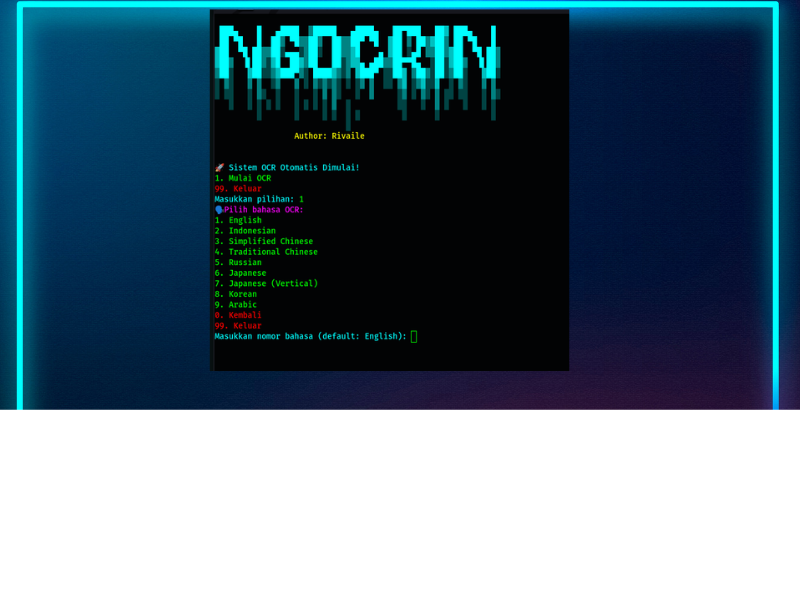 NGOCRIN
Author: Rivaile
🚀 Sistem OCR Otomatis Dimulai!
1. Mulai OCR
99. Keluar
Masukkan pilihan: 1
🗣️Pilih bahasa OCR:
1. English
2. Indonesian
3. Simplified Chinese
4. Traditional Chinese
5. Russian
6. Japanese
7. Japanese (Vertical)
8. Korean
9. Arabic
0. Kembali
99. Keluar
Masukkan nomor bahasa (default: English):